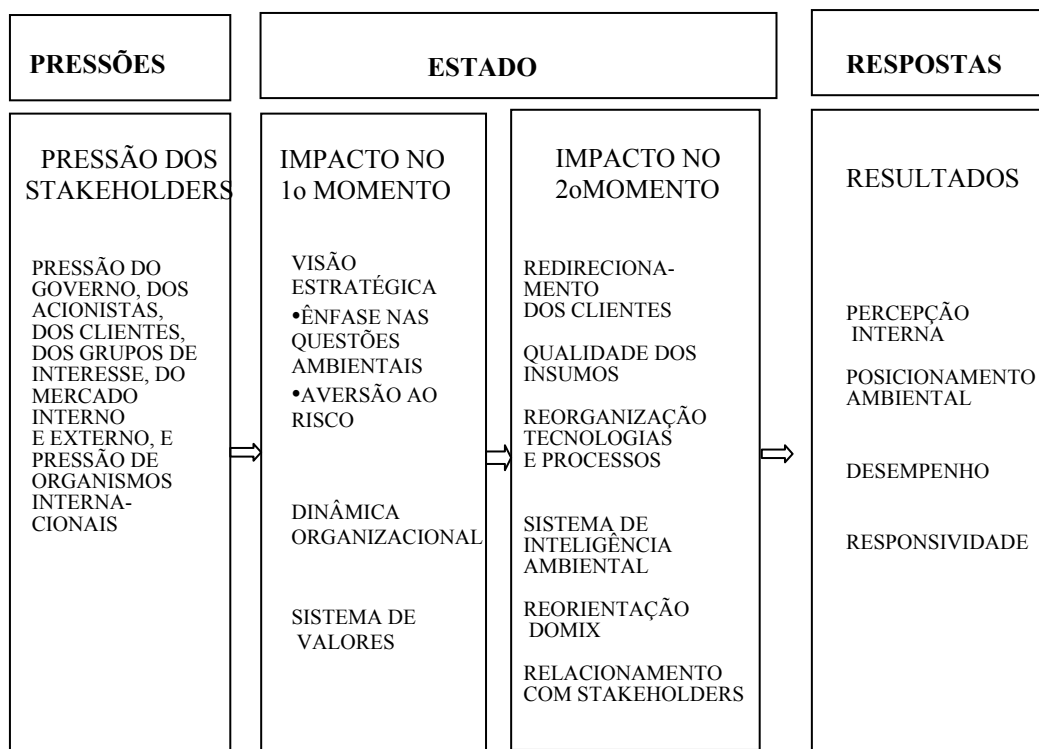 PRESSÕES
ESTADO
RESPOSTAS
PRESSÃO DOS
STAKEHOLDERS
PRESSÃO DO
GOVERNO, DOS
ACIONISTAS,
DOS CLIENTES,
DOS GRUPOS DE
INTERESSE, DO
MERCADO
INTERNO
E EXTERNO, E
PRESSÃO DE
ORGANISMOS
INTERNA-
CIONAIS
IMPACTO NO
1o MOMENTO
VISÃO
ESTRATÉGICA
•ÊNFASE NAS
QUESTÕES
AMBIENTAIS
•AVERSÃO AO
RISCO
DINÂMICA
ORGANIZACIONAL
SISTEMA DE
VALORES
IMPACTO NO
2oMOMENTO
REDIRECIONA-
MENTO
DOS CLIENTES
QUALIDADE DOS
INSUMOS
REORGANIZAÇÃO
TECNOLOGIAS
E PROCESSOS
SISTEMA DE
INTELIGÊNCIA
AMBIENTAL
REORIENTAÇÃO
DOMIX
RELACIONAMENTO
COM STAKEHOLDERS
RESULTADOS
PERCEPÇÃO
INTERNA
POSICIONAMENTO
AMBIENTAL
DESEMPENHO
RESPONSIVIDADE